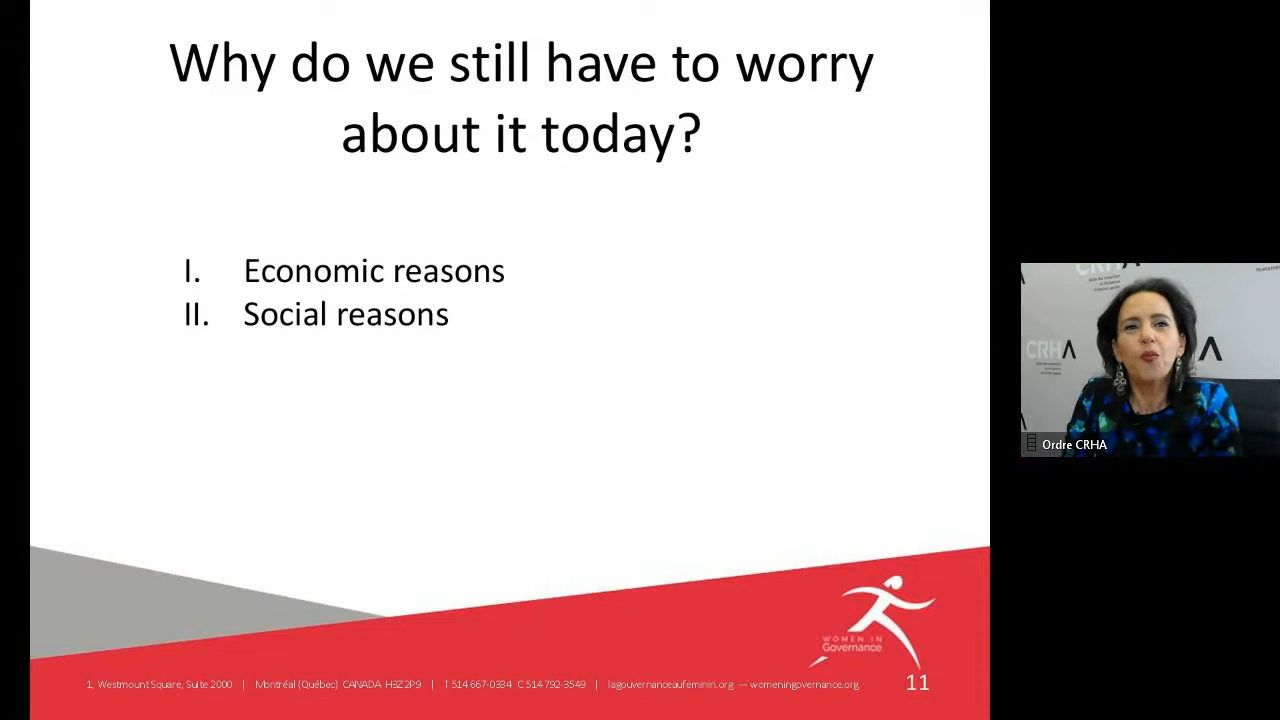 Why do we still have to worry
about it today?
I. Economic reasons
II. Social reasons
WOMEN IN
Governance
1, Westmount Square, Suite 2000 | Montréal (Québec) CANADA H3Z 2P9 | T 514 667-0384 C 514 792-3549 | lagouvernanceaufeminin.org — womeningovernance.org
11
CRHA
CRHA
Ordre CRHA